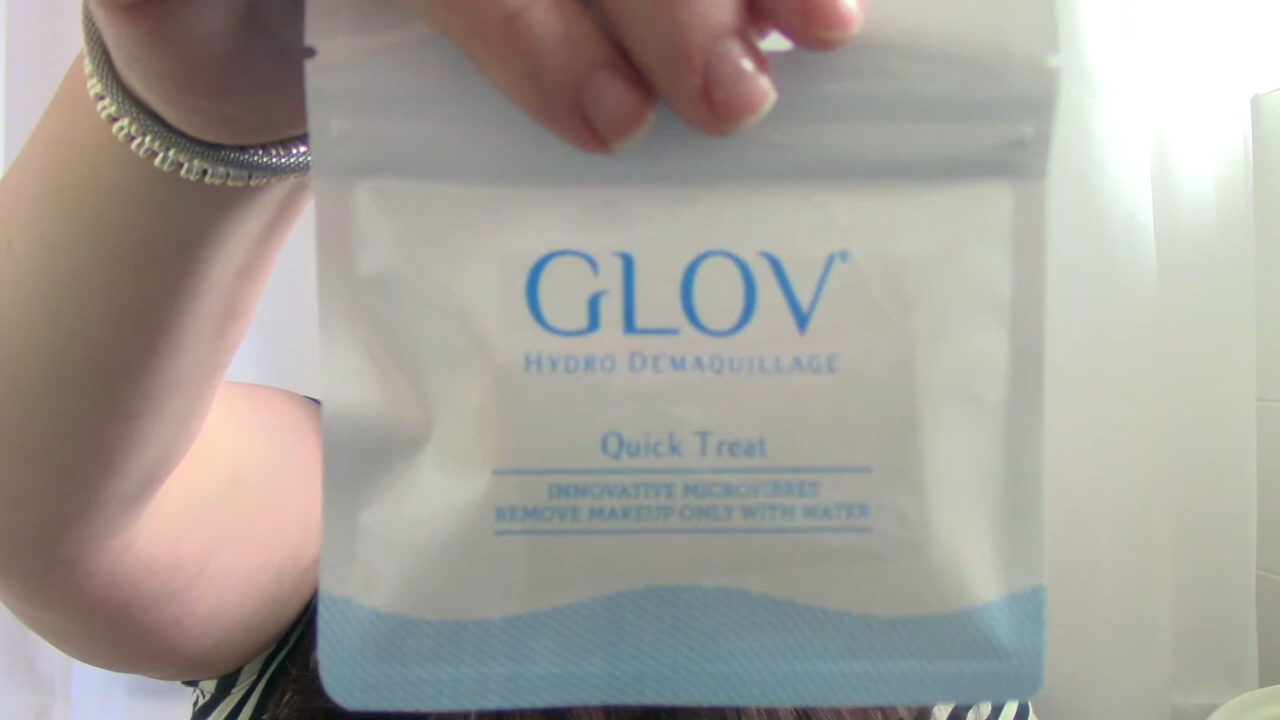 GLOV®
HYDRO DEMAQUILLAGE
Quick Treat
INNOVATIVE MICROFIBRES
REMOVE MAKEUP ONLY WITH WATER